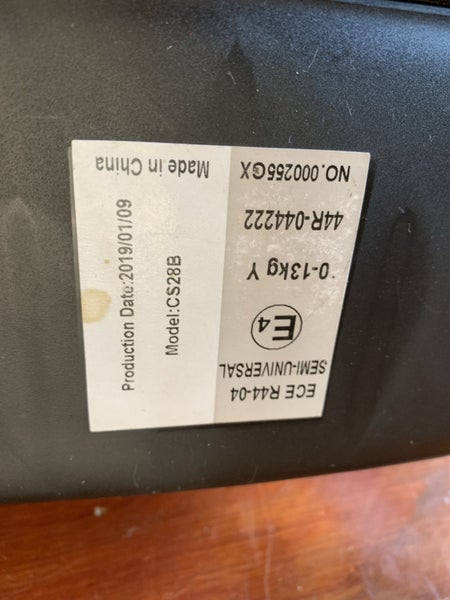 ECE R44-04
SEMI-UNIVERSAL
E4
0-13kg Y
44R-044222
NO.000255GX
Production Date:2019/01/09
Model:CS28B
Made in China